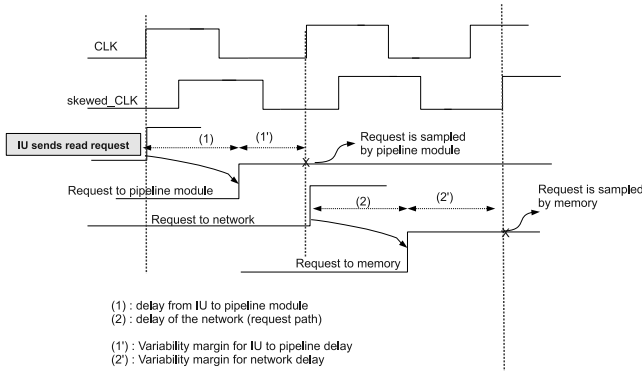 CLK
skewed_CLK
IU sends read request
(1)
(1')
Request is sampled
by pipeline module
Request to pipeline module
Request to network
(2)
(2')
Request is sampled
by memory
Request to memory
(1) : delay from IU to pipeline module
(2) : delay of the network (request path)
(1') : Variability margin for IU to pipeline delay
(2') : Variability margin for network delay